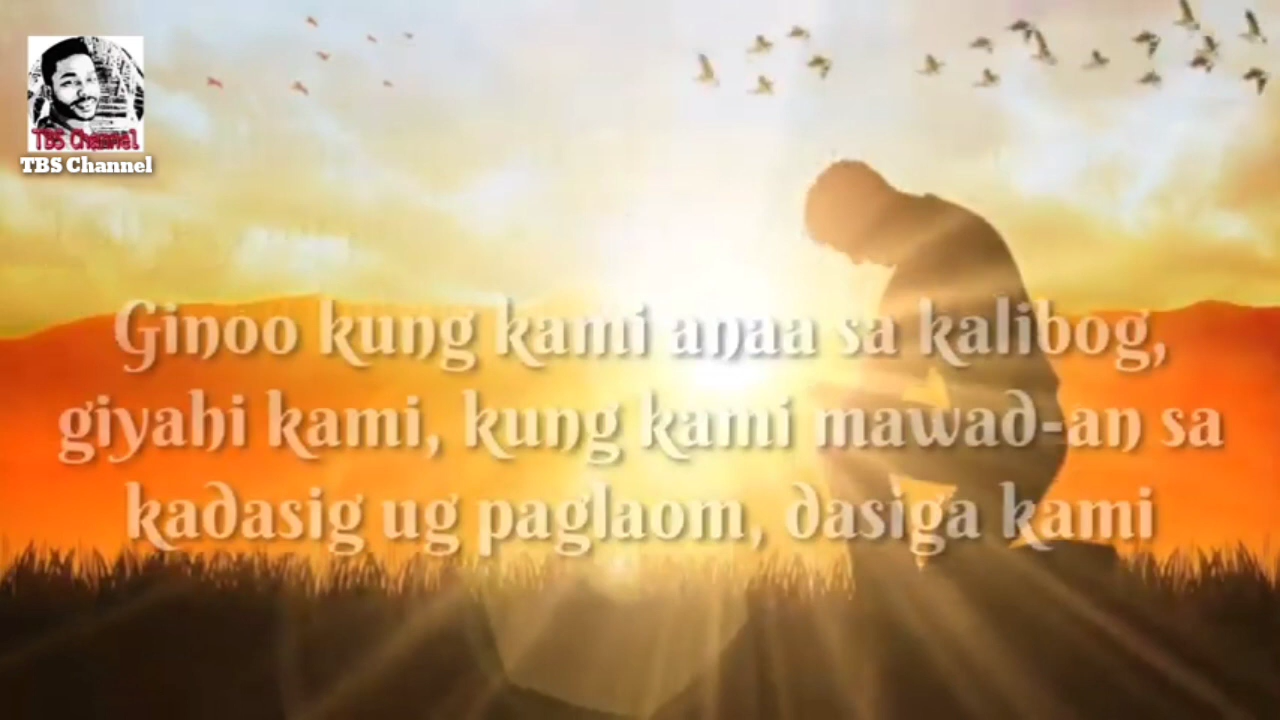 TBS Channel
TBS Channel
Ginoo kung kami anaa sa kalibog,
giyahi kami, kung kami mawad-an sa
kadasig ug paglaom, dasiga kami